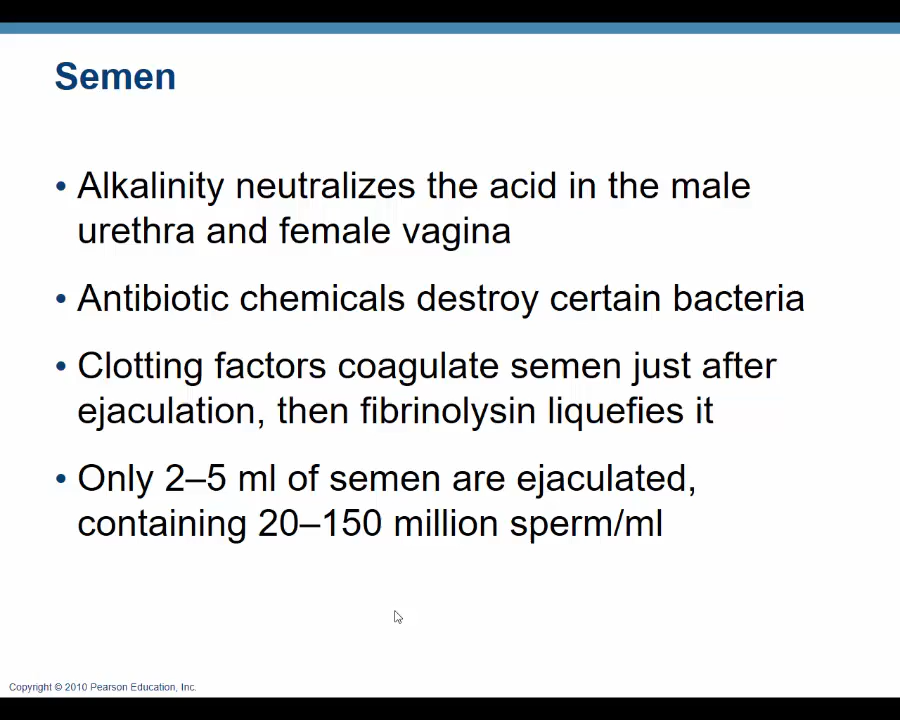 Semen
• Alkalinity neutralizes the acid in the male
urethra and female vagina
• Antibiotic chemicals destroy certain bacteria
• Clotting factors coagulate semen just after
ejaculation, then fibrinolysin liquefies it
• Only 2–5 ml of semen are ejaculated,
containing 20–150 million sperm/ml
Copyright © 2010 Pearson Education, Inc.